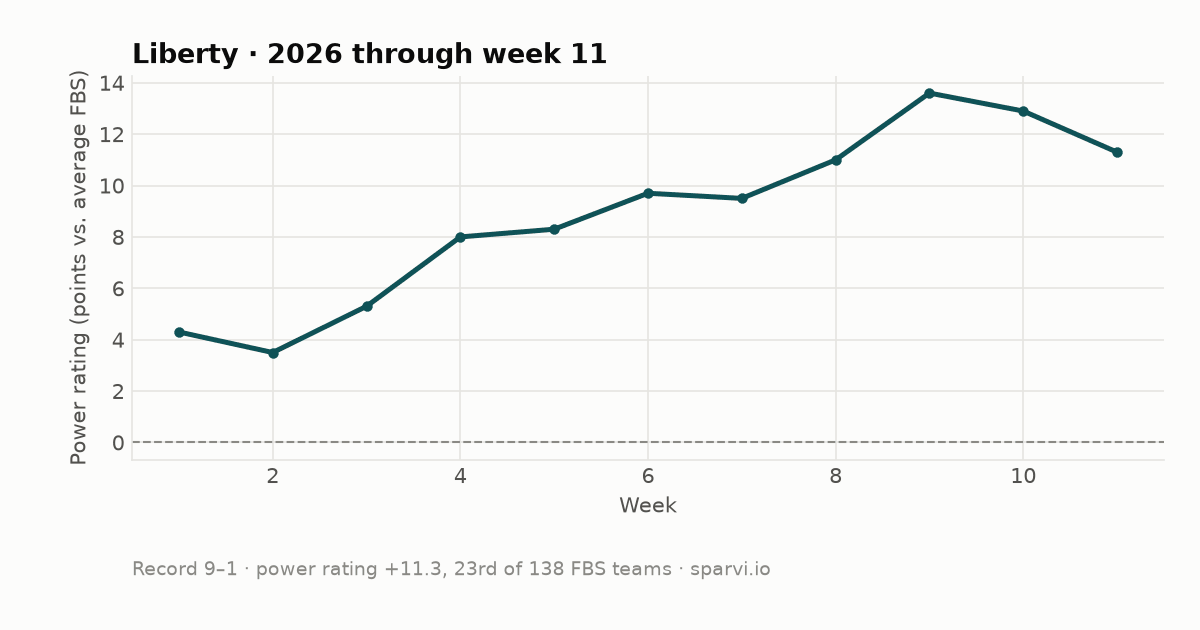 Liberty · 2026 through week 11
Power rating (points vs. average FBS)
14
12
10
8
6
4
2
0
2 4 6 8 10
Week
Record 9–1 · power rating +11.3, 23rd of 138 FBS teams · sparvi.io